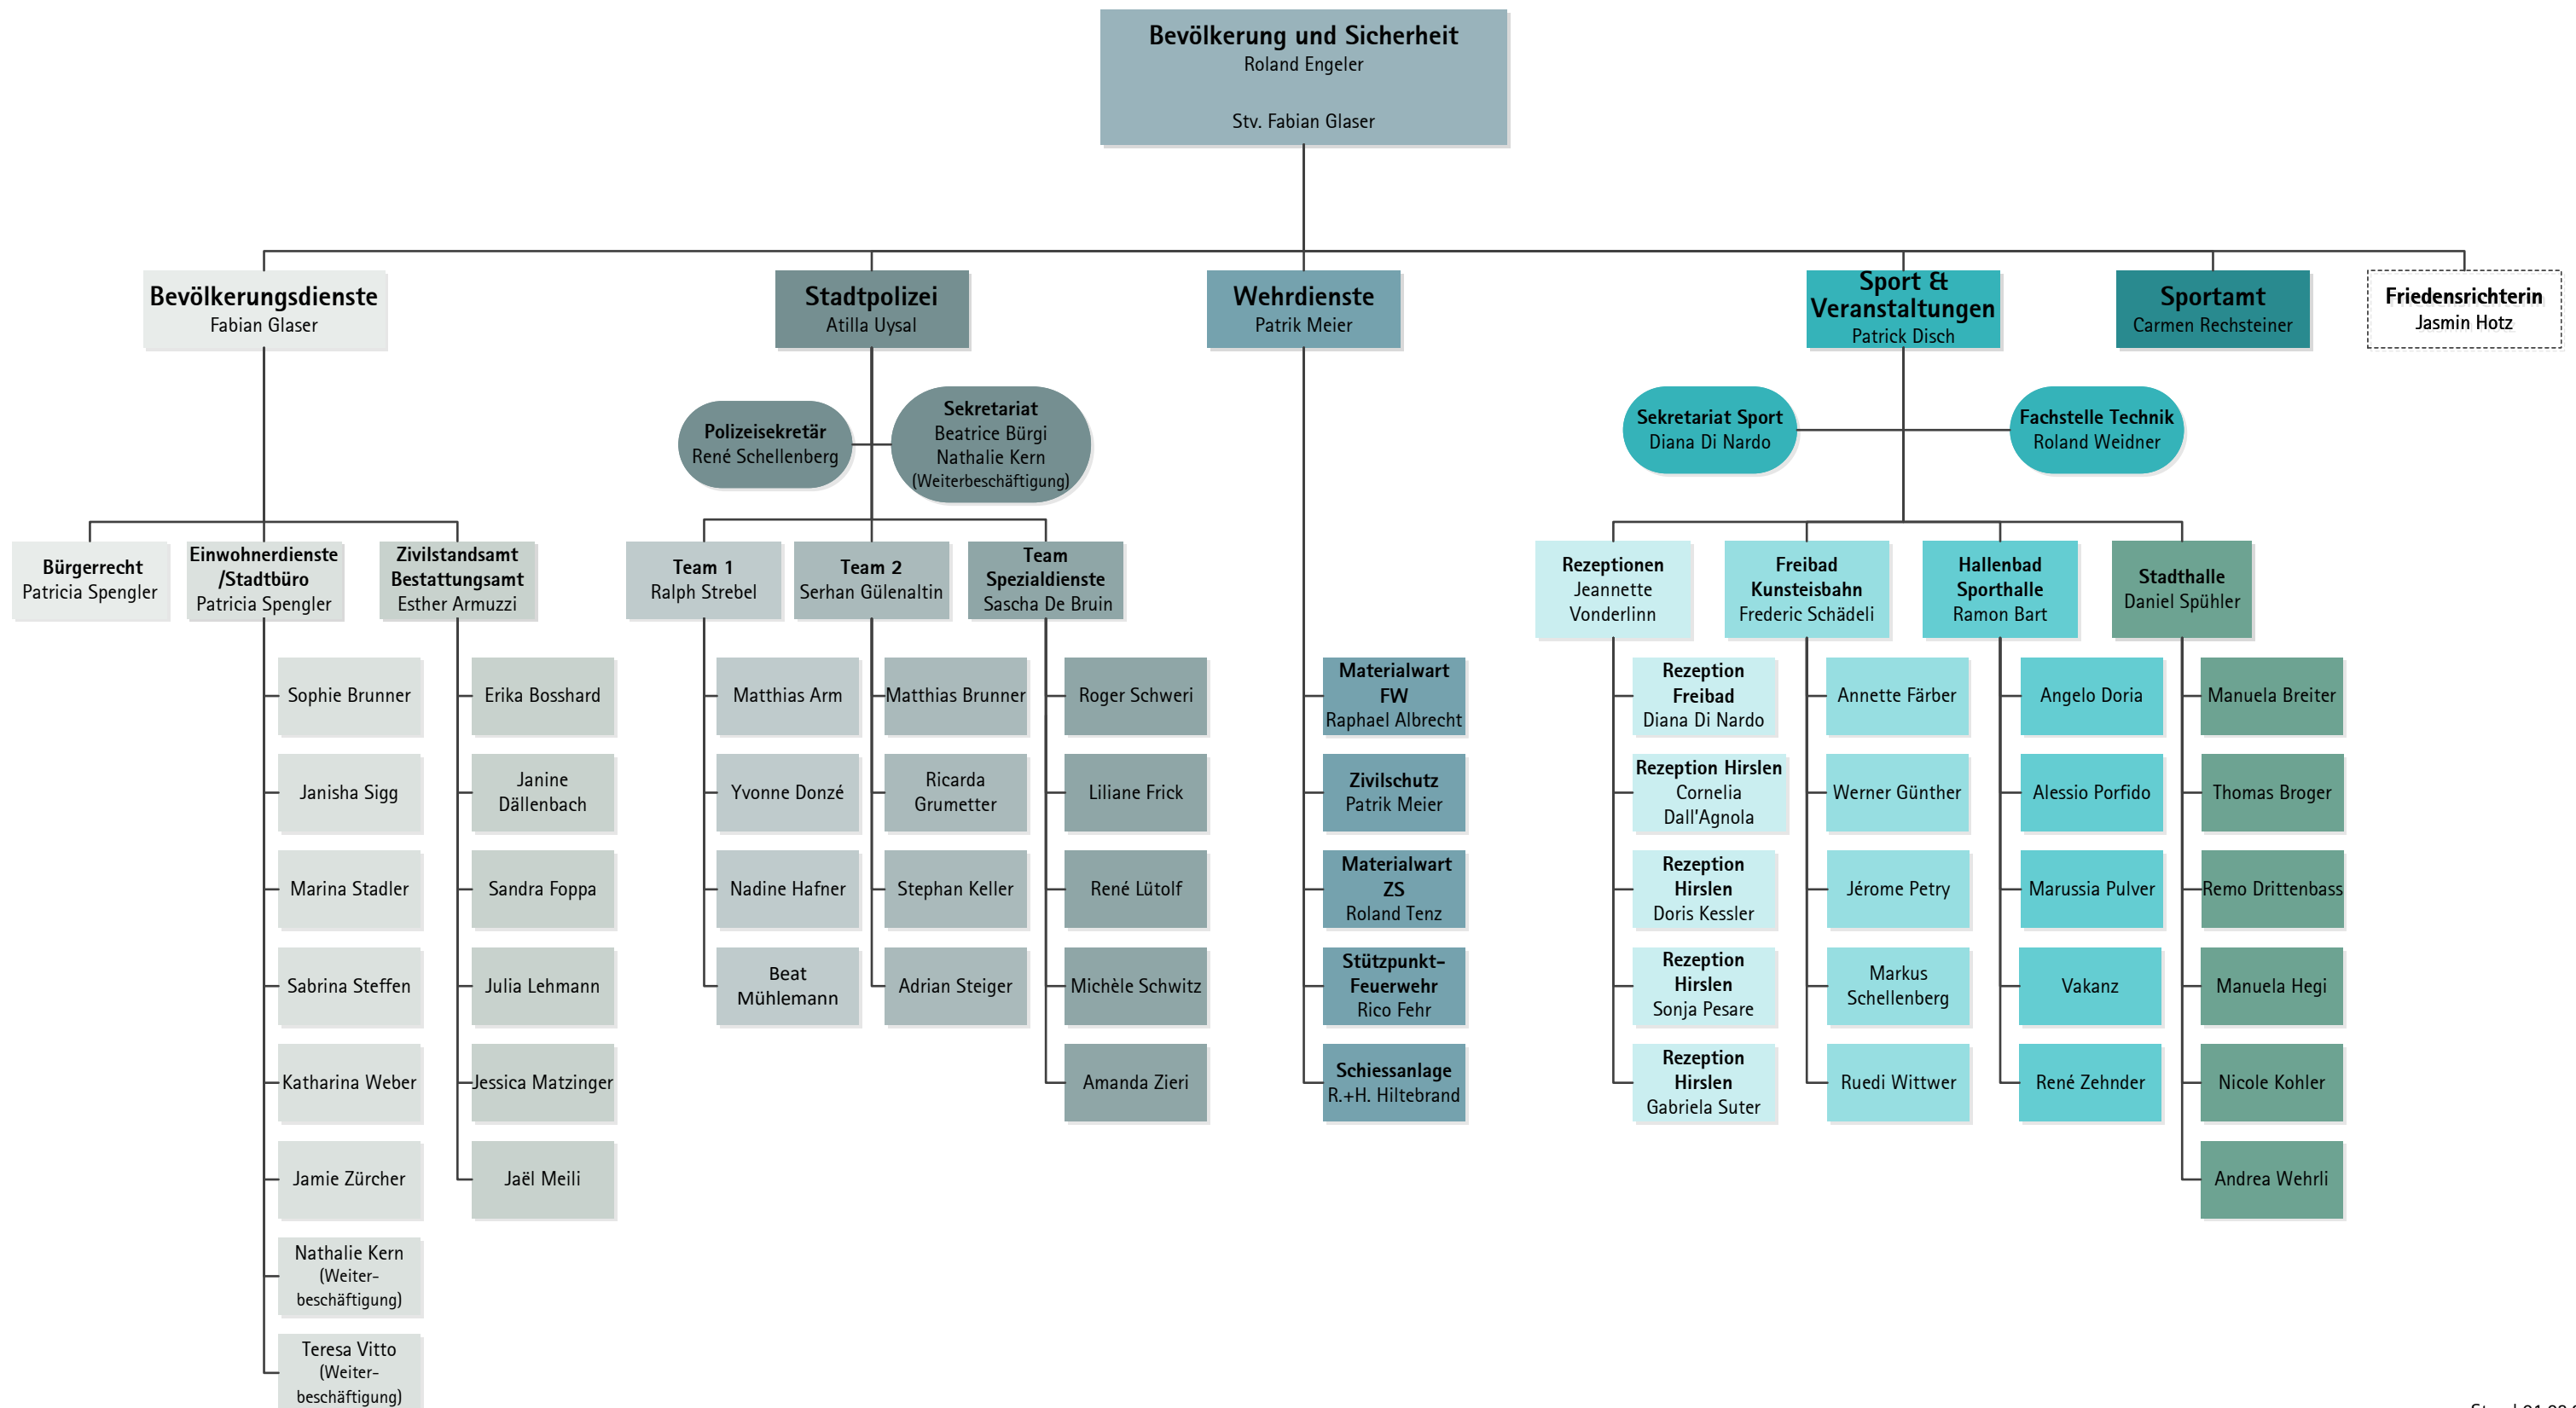 Bevölkerung und Sicherheit
Roland Engeler
Stv. Fabian Glaser
Bevölkerungsdienste
Fabian Glaser
Stadtpolizei
Atilla Uysal
Wehrdienste
Patrik Meier
Sport &
Veranstaltungen
Patrick Disch
Sportamt
Carmen Rechsteiner
Friedensrichterin
Jasmin Hotz
Polizeisekretär
René Schellenberg
Sekretariat
Beatrice Bürgi
Nathalie Kern
(Weiterbeschäftigung)
Sekretariat Sport
Diana Di Nardo
Fachstelle Technik
Roland Weidner
Bürgerrecht
Patricia Spengler
Einwohnerdienste
/Stadtbüro
Patricia Spengler
Zivilstandsamt
Bestattungsamt
Esther Armuzzi
Team 1
Ralph Strebel
Team 2
Serhan Gülenaltin
Team
Spezialdienste
Sascha De Bruin
Rezeptionen
Jeannette
Vonderlinn
Freibad
Kunsteisbahn
Frederic Schädeli
Hallenbad
Sporthalle
Ramon Bart
Stadthalle
Daniel Spühler
Sophie Brunner
Janisha Sigg
Marina Stadler
Sabrina Steffen
Katharina Weber
Jamie Zürcher
Nathalie Kern
(Weiter-
beschäftigung)
Teresa Vitto
(Weiter-
beschäftigung)
Erika Bosshard
Janine
Dällenbach
Sandra Foppa
Julia Lehmann
Jessica Matzinger
Jaël Meili
Matthias Arm
Yvonne Donzé
Nadine Hafner
Beat
Mühlemann
Matthias Brunner
Ricarda
Grumetter
Stephan Keller
Adrian Steiger
Roger Schweri
Liliane Frick
René Lütolf
Michèle Schwitz
Amanda Zieri
Materialwart
FW
Raphael Albrecht
Zivilschutz
Patrik Meier
Materialwart
ZS
Roland Tenz
Stützpunkt-
Feuerwehr
Rico Fehr
Schiessanlage
R.+H. Hiltebrand
Rezeption
Freibad
Diana Di Nardo
Rezeption Hirslen
Cornelia
Dall'Agnola
Rezeption
Hirslen
Doris Kessler
Rezeption
Hirslen
Sonja Pesare
Rezeption
Hirslen
Gabriela Suter
Annette Färber
Werner Günther
Jérome Petry
Markus
Schellenberg
Ruedi Wittwer
Angelo Doria
Alessio Porfido
Marussia Pulver
Vakanz
René Zehnder
Manuela Breiter
Thomas Broger
Remo Drittenbass
Manuela Hegi
Nicole Kohler
Andrea Wehrli